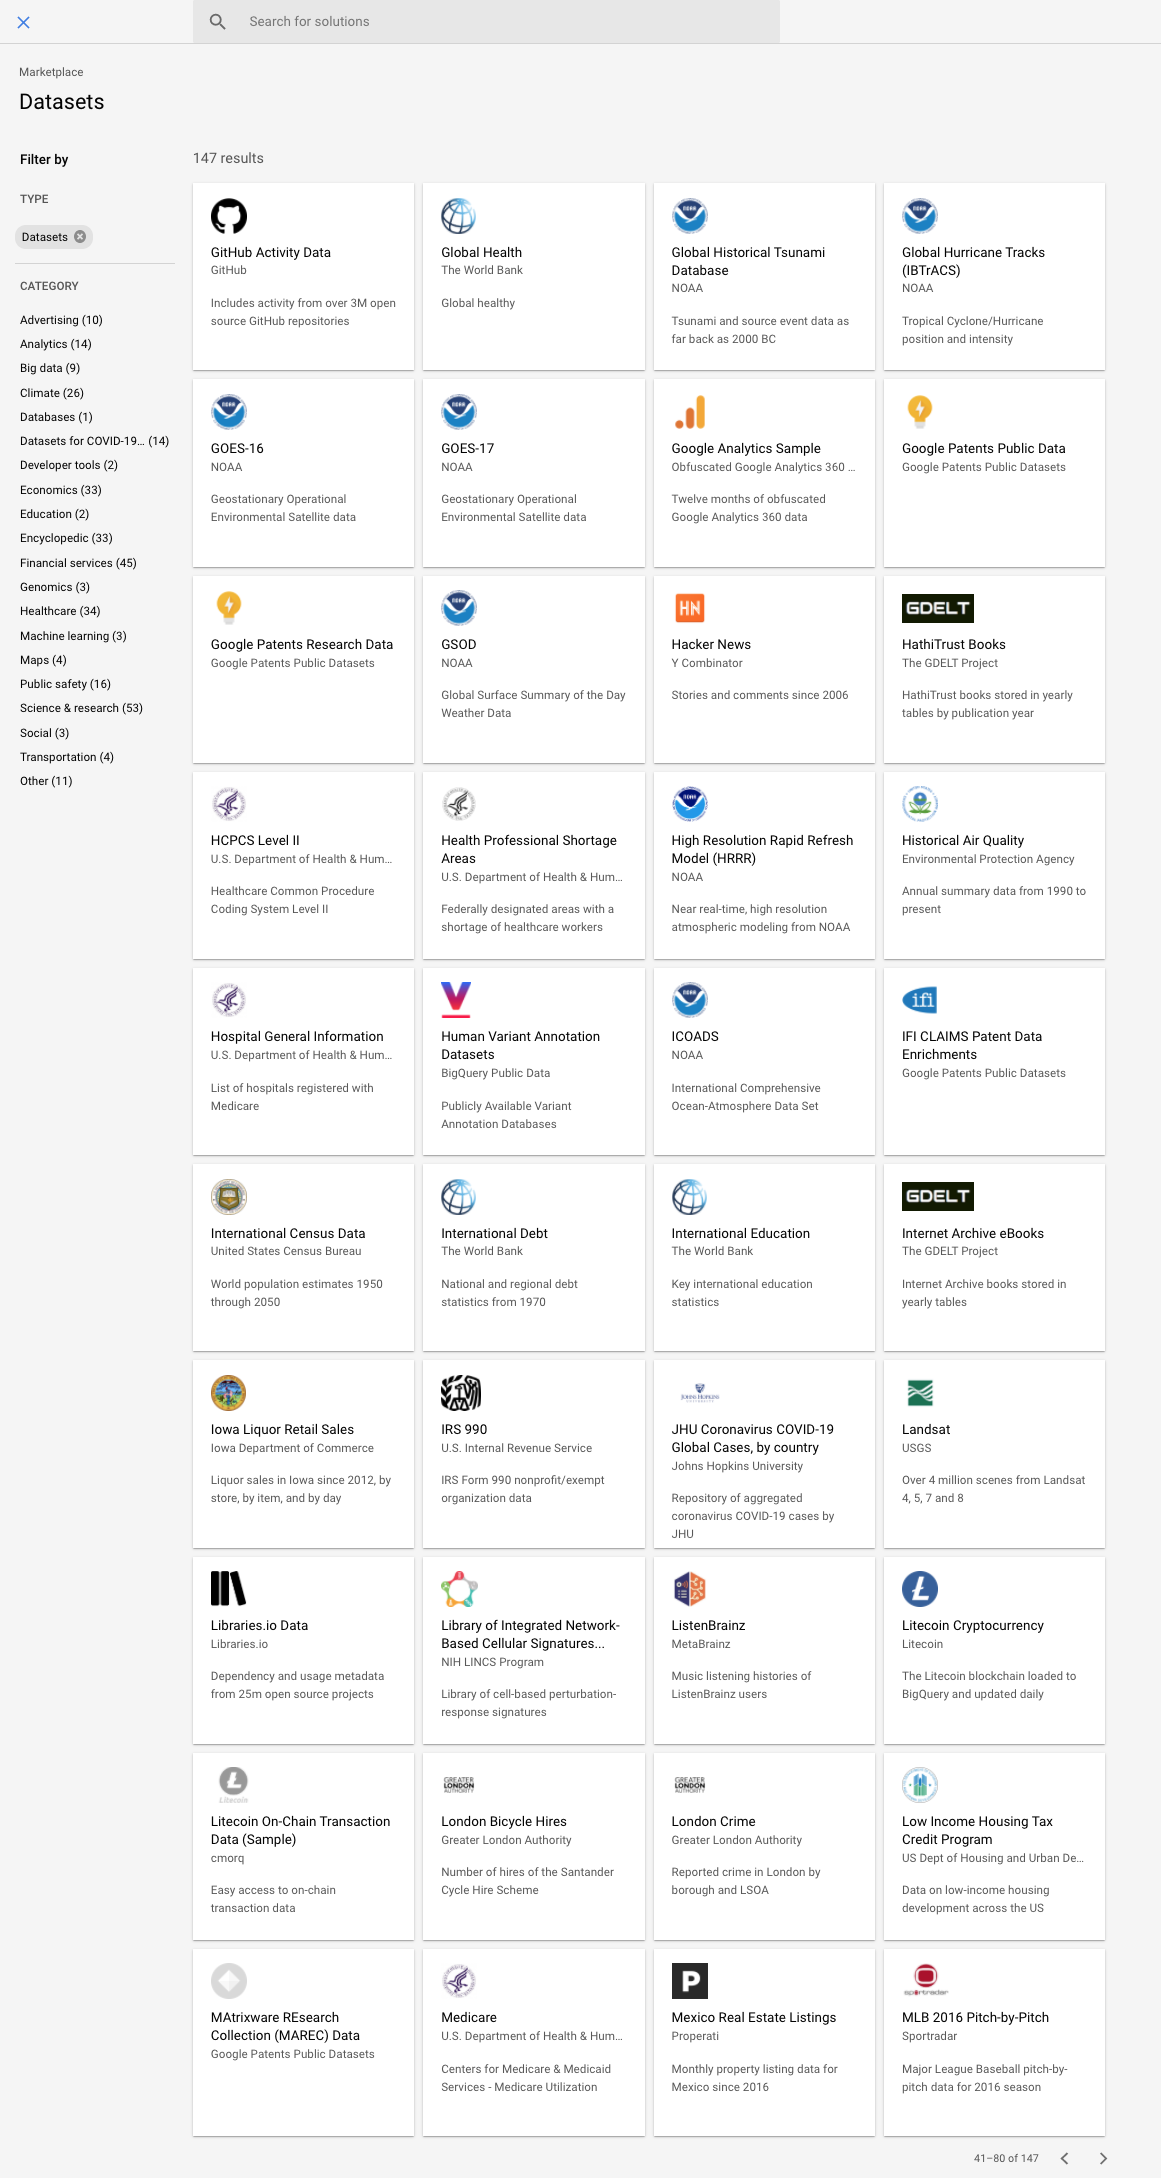 Search for solutions
Marketplace
Datasets
Filter by
TYPE
Datasets
CATEGORY
Advertising (10)
Analytics (14)
Big data (9)
Climate (26)
Databases (1)
Datasets for COVID-19… (14)
Developer tools (2)
Economics (33)
Education (2)
Encyclopedic (33)
Financial services (45)
Genomics (3)
Healthcare (34)
Machine learning (3)
Maps (4)
Public safety (16)
Science & research (53)
Social (3)
Transportation (4)
Other (11)
147 results
GitHub Activity Data
GitHub
Includes activity from over 3M open
source GitHub repositories
Global Health
The World Bank
Global healthy
NOAA
Global Historical Tsunami
Database
NOAA
Tsunami and source event data as
far back as 2000 BC
NOAA
Global Hurricane Tracks
(IBTrACS)
NOAA
Tropical Cyclone/Hurricane
position and intensity
NOAA
GOES-16
NOAA
Geostationary Operational
Environmental Satellite data
NOAA
GOES-17
NOAA
Geostationary Operational
Environmental Satellite data
Google Analytics Sample
Obfuscated Google Analytics 360 …
Twelve months of obfuscated
Google Analytics 360 data
Google Patents Public Data
Google Patents Public Datasets
Google Patents Research Data
Google Patents Public Datasets
NOAA
GSOD
NOAA
Global Surface Summary of the Day
Weather Data
HN
Hacker News
Y Combinator
Stories and comments since 2006
GDELT
HathiTrust Books
The GDELT Project
HathiTrust books stored in yearly
tables by publication year
HCPCS Level II
U.S. Department of Health & Hum…
Healthcare Common Procedure
Coding System Level II
Health Professional Shortage
Areas
U.S. Department of Health & Hum…
Federally designated areas with a
shortage of healthcare workers
NOAA
High Resolution Rapid Refresh
Model (HRRR)
NOAA
Near real-time, high resolution
atmospheric modeling from NOAA
Historical Air Quality
Environmental Protection Agency
Annual summary data from 1990 to
present
Hospital General Information
U.S. Department of Health & Hum…
List of hospitals registered with
Medicare
Human Variant Annotation
Datasets
BigQuery Public Data
Publicly Available Variant
Annotation Databases
NOAA
ICOADS
NOAA
International Comprehensive
Ocean-Atmosphere Data Set
ifi
IFI CLAIMS Patent Data
Enrichments
Google Patents Public Datasets
International Census Data
United States Census Bureau
World population estimates 1950
through 2050
International Debt
The World Bank
National and regional debt
statistics from 1970
International Education
The World Bank
Key international education
statistics
GDELT
Internet Archive eBooks
The GDELT Project
Internet Archive books stored in
yearly tables
Iowa Liquor Retail Sales
Iowa Department of Commerce
Liquor sales in Iowa since 2012, by
store, by item, and by day
IRS 990
U.S. Internal Revenue Service
IRS Form 990 nonprofit/exempt
organization data
JOHNS HOPKINS
UNIVERSITY
JHU Coronavirus COVID-19
Global Cases, by country
Johns Hopkins University
Repository of aggregated
coronavirus COVID-19 cases by
JHU
Landsat
USGS
Over 4 million scenes from Landsat
4, 5, 7 and 8
Libraries.io Data
Libraries.io
Dependency and usage metadata
from 25m open source projects
Library of Integrated Network-
Based Cellular Signatures...
NIH LINCS Program
Library of cell-based perturbation-
response signatures
ListenBrainz
MetaBrainz
Music listening histories of
ListenBrainz users
Litecoin Cryptocurrency
Litecoin
The Litecoin blockchain loaded to
BigQuery and updated daily
Litecoin
Litecoin On-Chain Transaction
Data (Sample)
cmorq
Easy access to on-chain
transaction data
GREATER
LONDON
AUTHORITY
London Bicycle Hires
Greater London Authority
Number of hires of the Santander
Cycle Hire Scheme
GREATER
LONDON
AUTHORITY
London Crime
Greater London Authority
Reported crime in London by
borough and LSOA
Low Income Housing Tax
Credit Program
US Dept of Housing and Urban De…
Data on low-income housing
development across the US
MAtrixware REsearch
Collection (MAREC) Data
Google Patents Public Datasets
Medicare
U.S. Department of Health & Hum…
Centers for Medicare & Medicaid
Services - Medicare Utilization
P
Mexico Real Estate Listings
Properati
Monthly property listing data for
Mexico since 2016
sportradar
MLB 2016 Pitch-by-Pitch
Sportradar
Major League Baseball pitch-by-
pitch data for 2016 season
41–80 of 147